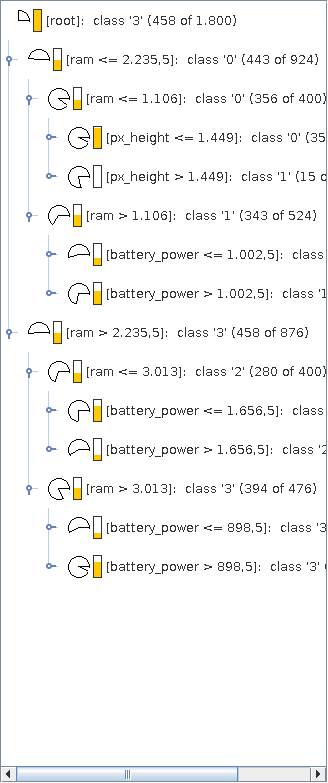 [root]: class '3' (458 of 1.800)
[ram <= 2.235,5]: class '0' (443 of 924)
[ram <= 1.106]: class '0' (356 of 400)
[px_height <= 1.449]: class '0' (35
[px_height > 1.449]: class '1' (15 o
[ram > 1.106]: class '1' (343 of 524)
[battery_power <= 1.002,5]: class
[battery_power > 1.002,5]: class '1
[ram > 2.235,5]: class '3' (458 of 876)
[ram <= 3.013]: class '2' (280 of 400)
[battery_power <= 1.656,5]: class
[battery_power > 1.656,5]: class '2
[ram > 3.013]: class '3' (394 of 476)
[battery_power <= 898,5]: class '3
[battery_power > 898,5]: class '3' (